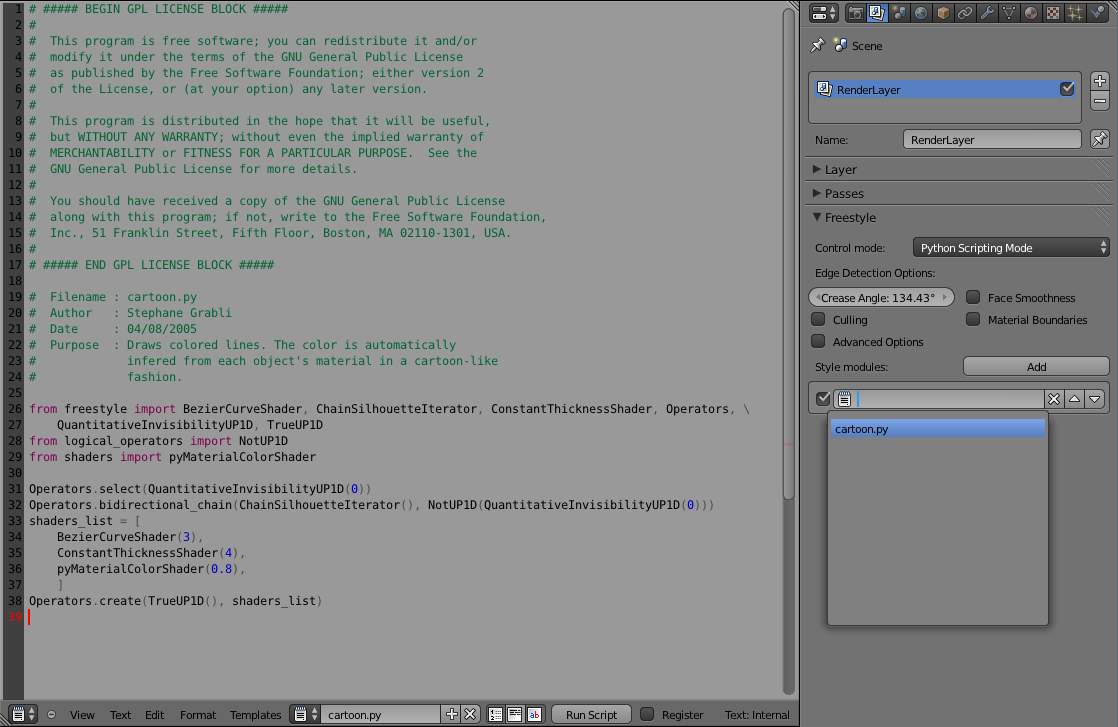 1 # ##### BEGIN GPL LICENSE BLOCK #####
2 #
3 #  This program is free software; you can redistribute it and/or
4 #  modify it under the terms of the GNU General Public License
5 #  as published by the Free Software Foundation; either version 2
6 #  of the License, or (at your option) any later version.
7 #
8 #  This program is distributed in the hope that it will be useful,
9 #  but WITHOUT ANY WARRANTY; without even the implied warranty of
10 #  MERCHANTABILITY or FITNESS FOR A PARTICULAR PURPOSE.  See the
11 #  GNU General Public License for more details.
12 #
13 #  You should have received a copy of the GNU General Public License
14 #  along with this program; if not, write to the Free Software Foundation,
15 #  Inc., 51 Franklin Street, Fifth Floor, Boston, MA 02110-1301, USA.
16 #
17 # ##### END GPL LICENSE BLOCK #####
18
19 #  Filename : cartoon.py
20 #  Author   : Stephane Grabli
21 #  Date     : 04/08/2005
22 #  Purpose  : Draws colored lines. The color is automatically
23 #             infered from each object's material in a cartoon-like
24 #             fashion.
25
26 from freestyle import BezierCurveShader, ChainSilhouetteIterator, ConstantThicknessShader, Operators, \
27     QuantitativeInvisibilityUP1D, TrueUP1D
28 from logical_operators import NotUP1D
29 from shaders import pyMaterialColorShader
30
31 Operators.select(QuantitativeInvisibilityUP1D(0))
32 Operators.bidirectional_chain(ChainSilhouetteIterator(), NotUP1D(QuantitativeInvisibilityUP1D(0)))
33 shaders_list = [
34     BezierCurveShader(3),
35     ConstantThicknessShader(4),
36     pyMaterialColorShader(0.8),
37     ]
38 Operators.create(TrueUP1D(), shaders_list)
39
View Text Edit Format Templates cartoon.py Run Script Register Text: Internal
Scene
RenderLayer
Name: RenderLayer
Layer
Passes
Freestyle
Control mode: Python Scripting Mode
Edge Detection Options:
Crease Angle: 134.43° Face Smoothness
Culling Material Boundaries
Advanced Options
Style modules: Add
cartoon.py